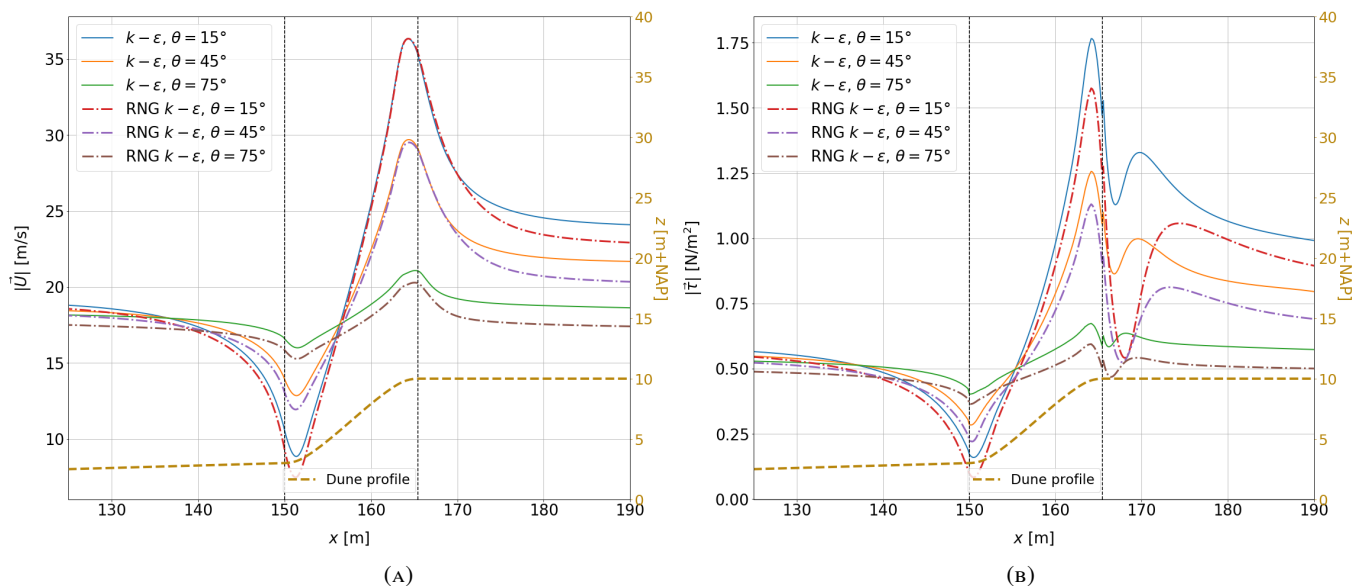 k − ε, θ = 15°
k − ε, θ = 45°
k − ε, θ = 75°
RNG k − ε, θ = 15°
RNG k − ε, θ = 45°
RNG k − ε, θ = 75°
Dune profile
|U⃗| [m/s]
35
30
25
20
15
10
z [m+NAP]
40
35
30
25
20
15
10
5
0
130 140 150 160 170 180 190
x [m]
(A)
k − ε, θ = 15°
k − ε, θ = 45°
k − ε, θ = 75°
RNG k − ε, θ = 15°
RNG k − ε, θ = 45°
RNG k − ε, θ = 75°
Dune profile
|τ⃗| [N/m²]
1.75
1.50
1.25
1.00
0.75
0.50
0.25
0.00
z [m+NAP]
40
35
30
25
20
15
10
5
0
130 140 150 160 170 180 190
x [m]
(B)